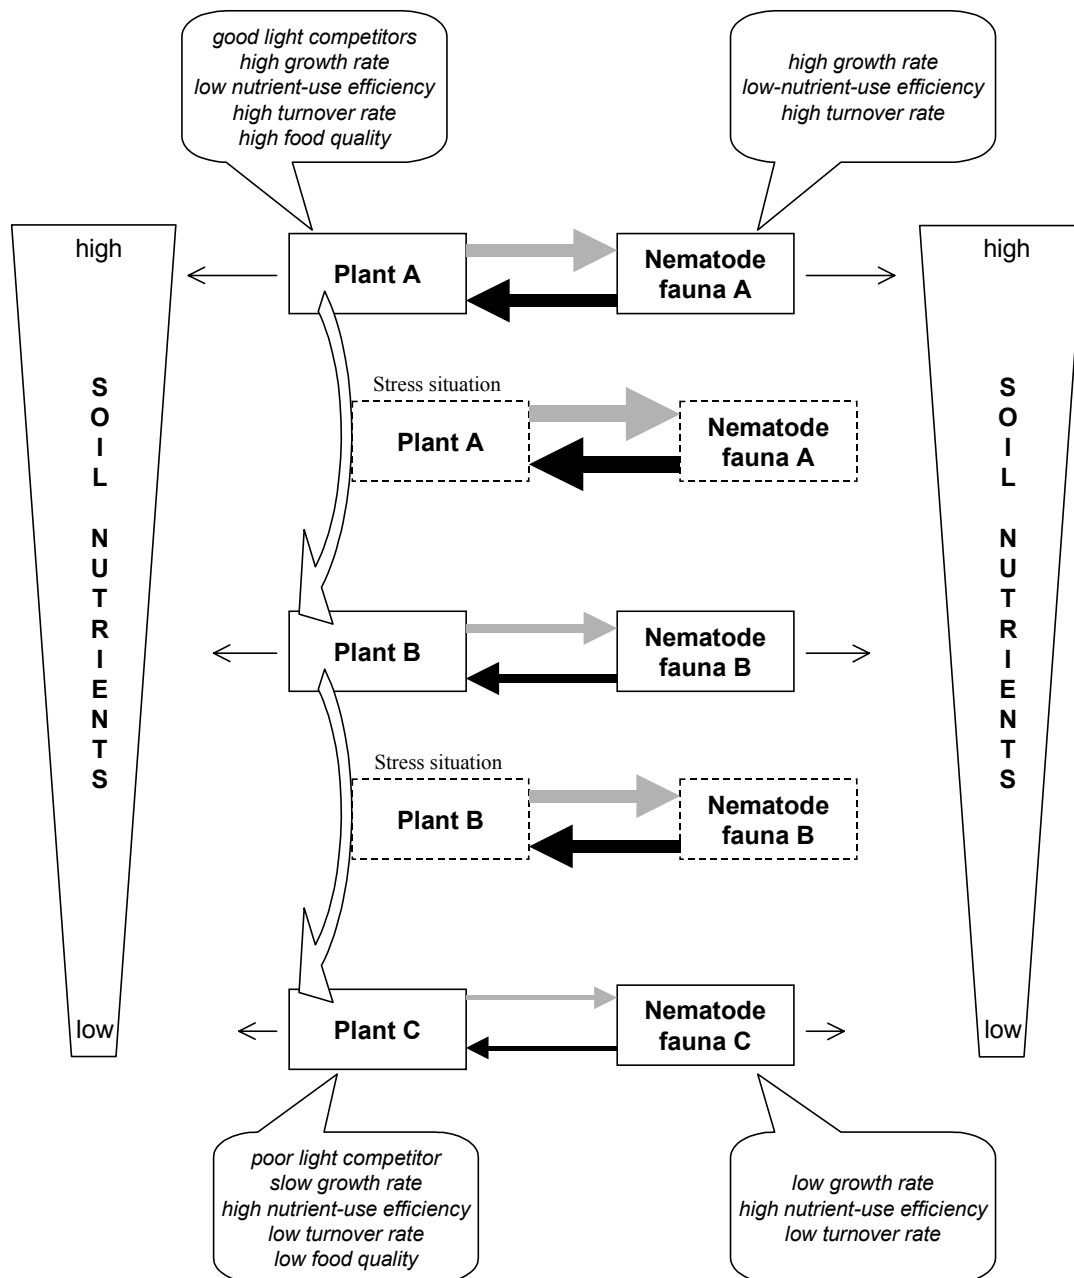 good light competitors
high growth rate
low nutrient-use efficiency
high turnover rate
high food quality
high growth rate
low-nutrient-use efficiency
high turnover rate
high
Plant A
Nematode
fauna A
high
Stress situation
Plant A
Nematode
fauna A
S
O
I
L
N
U
T
R
I
E
N
T
S
S
O
I
L
N
U
T
R
I
E
N
T
S
Plant B
Nematode
fauna B
Stress situation
Plant B
Nematode
fauna B
low
Plant C
Nematode
fauna C
low
poor light competitor
slow growth rate
high nutrient-use efficiency
low turnover rate
low food quality
low growth rate
high nutrient-use efficiency
low turnover rate